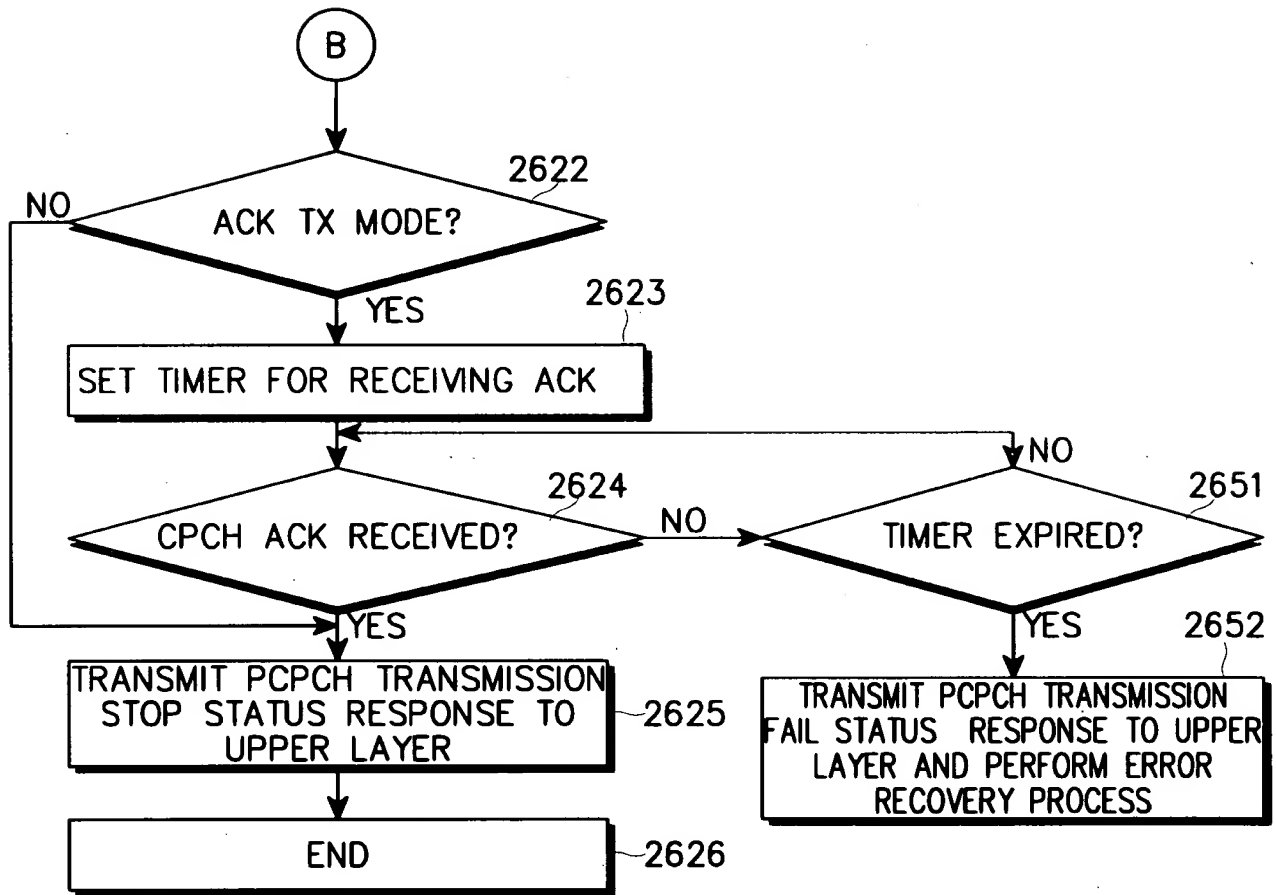 B
2622
NO
ACK TX MODE?
YES
2623
SET TIMER FOR RECEIVING ACK
NO
2624
2651
CPCH ACK RECEIVED?
NO
TIMER EXPIRED?
YES
YES
2652
TRANSMIT PCPCH TRANSMISSION
STOP STATUS RESPONSE TO
UPPER LAYER
2625
TRANSMIT PCPCH TRANSMISSION
FAIL STATUS RESPONSE TO UPPER
LAYER AND PERFORM ERROR
RECOVERY PROCESS
END
2626